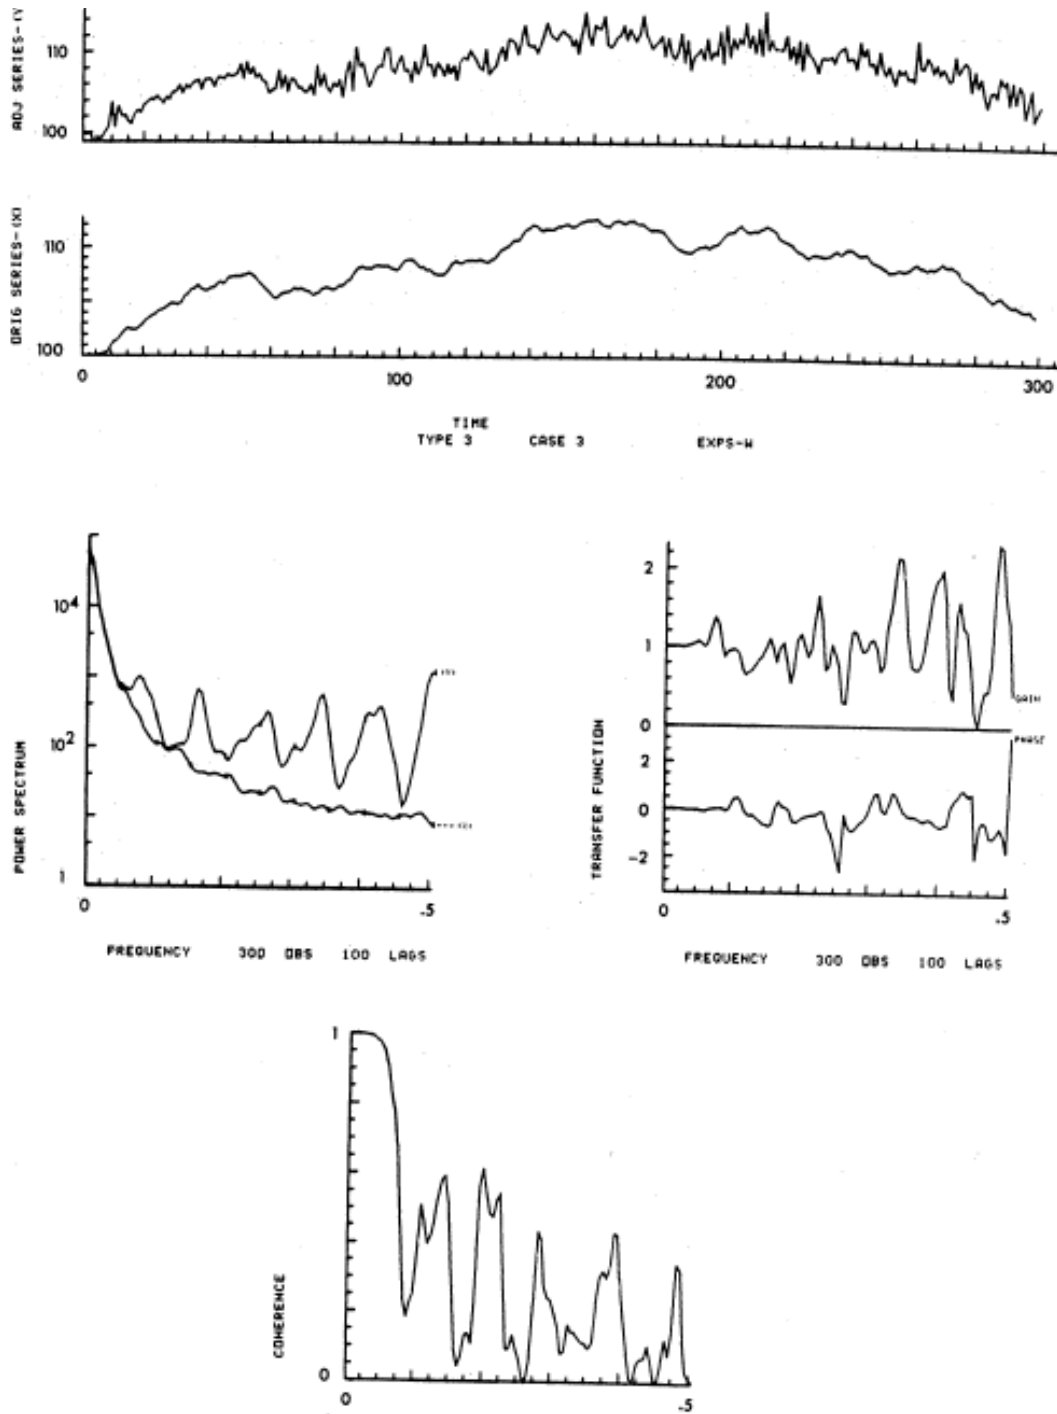 ADJ SERIES-(Y
110
100
ORIG SERIES-(X)
110
100
0 100 200 300
TIME
TYPE 3 CASE 3 EXPS-W
POWER SPECTRUM
10⁴
10²
1
0 .5
FREQUENCY 300 OBS 100 LAGS
TRANSFER FUNCTION
2
1
0
GAIN
PHASE
2
0
-2
0 .5
FREQUENCY 300 OBS 100 LAGS
COHERENCE
1
0
0 .5